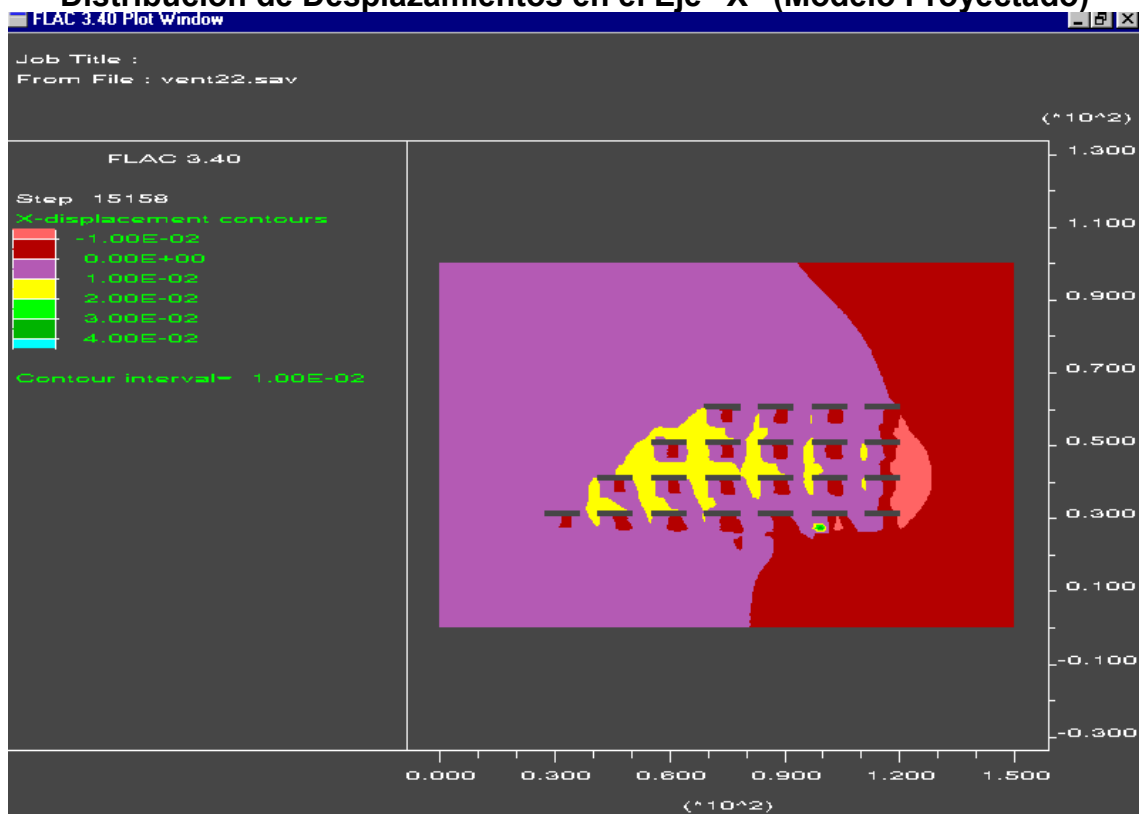 Distribución de Desplazamientos en el Eje "X" (Modelo Proyectado)
FLAC 3.40 Plot Window
Job Title :
From File : vent22.sav
(*10^2)
FLAC 3.40
Step 15158
X-displacement contours
-1.00E-02
0.00E+00
1.00E-02
2.00E-02
3.00E-02
4.00E-02
Contour interval= 1.00E-02
1.300
1.100
0.900
0.700
0.500
0.300
0.100
-0.100
-0.300
0.000 0.300 0.600 0.900 1.200 1.500
(*10^2)